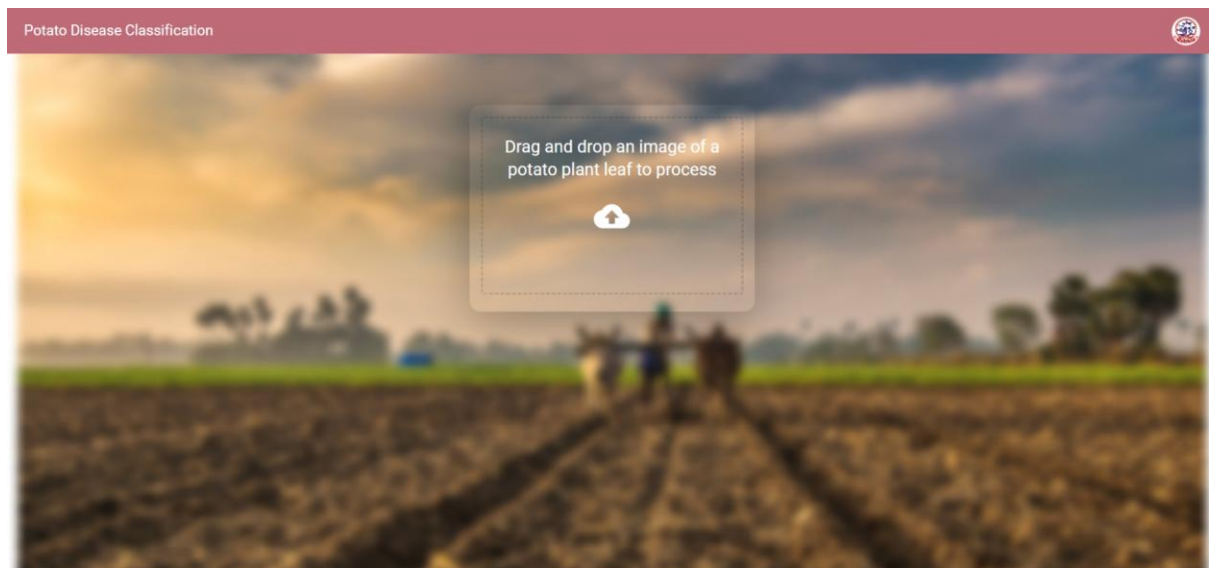 Potato Disease Classification
Drag and drop an image of a
potato plant leaf to process